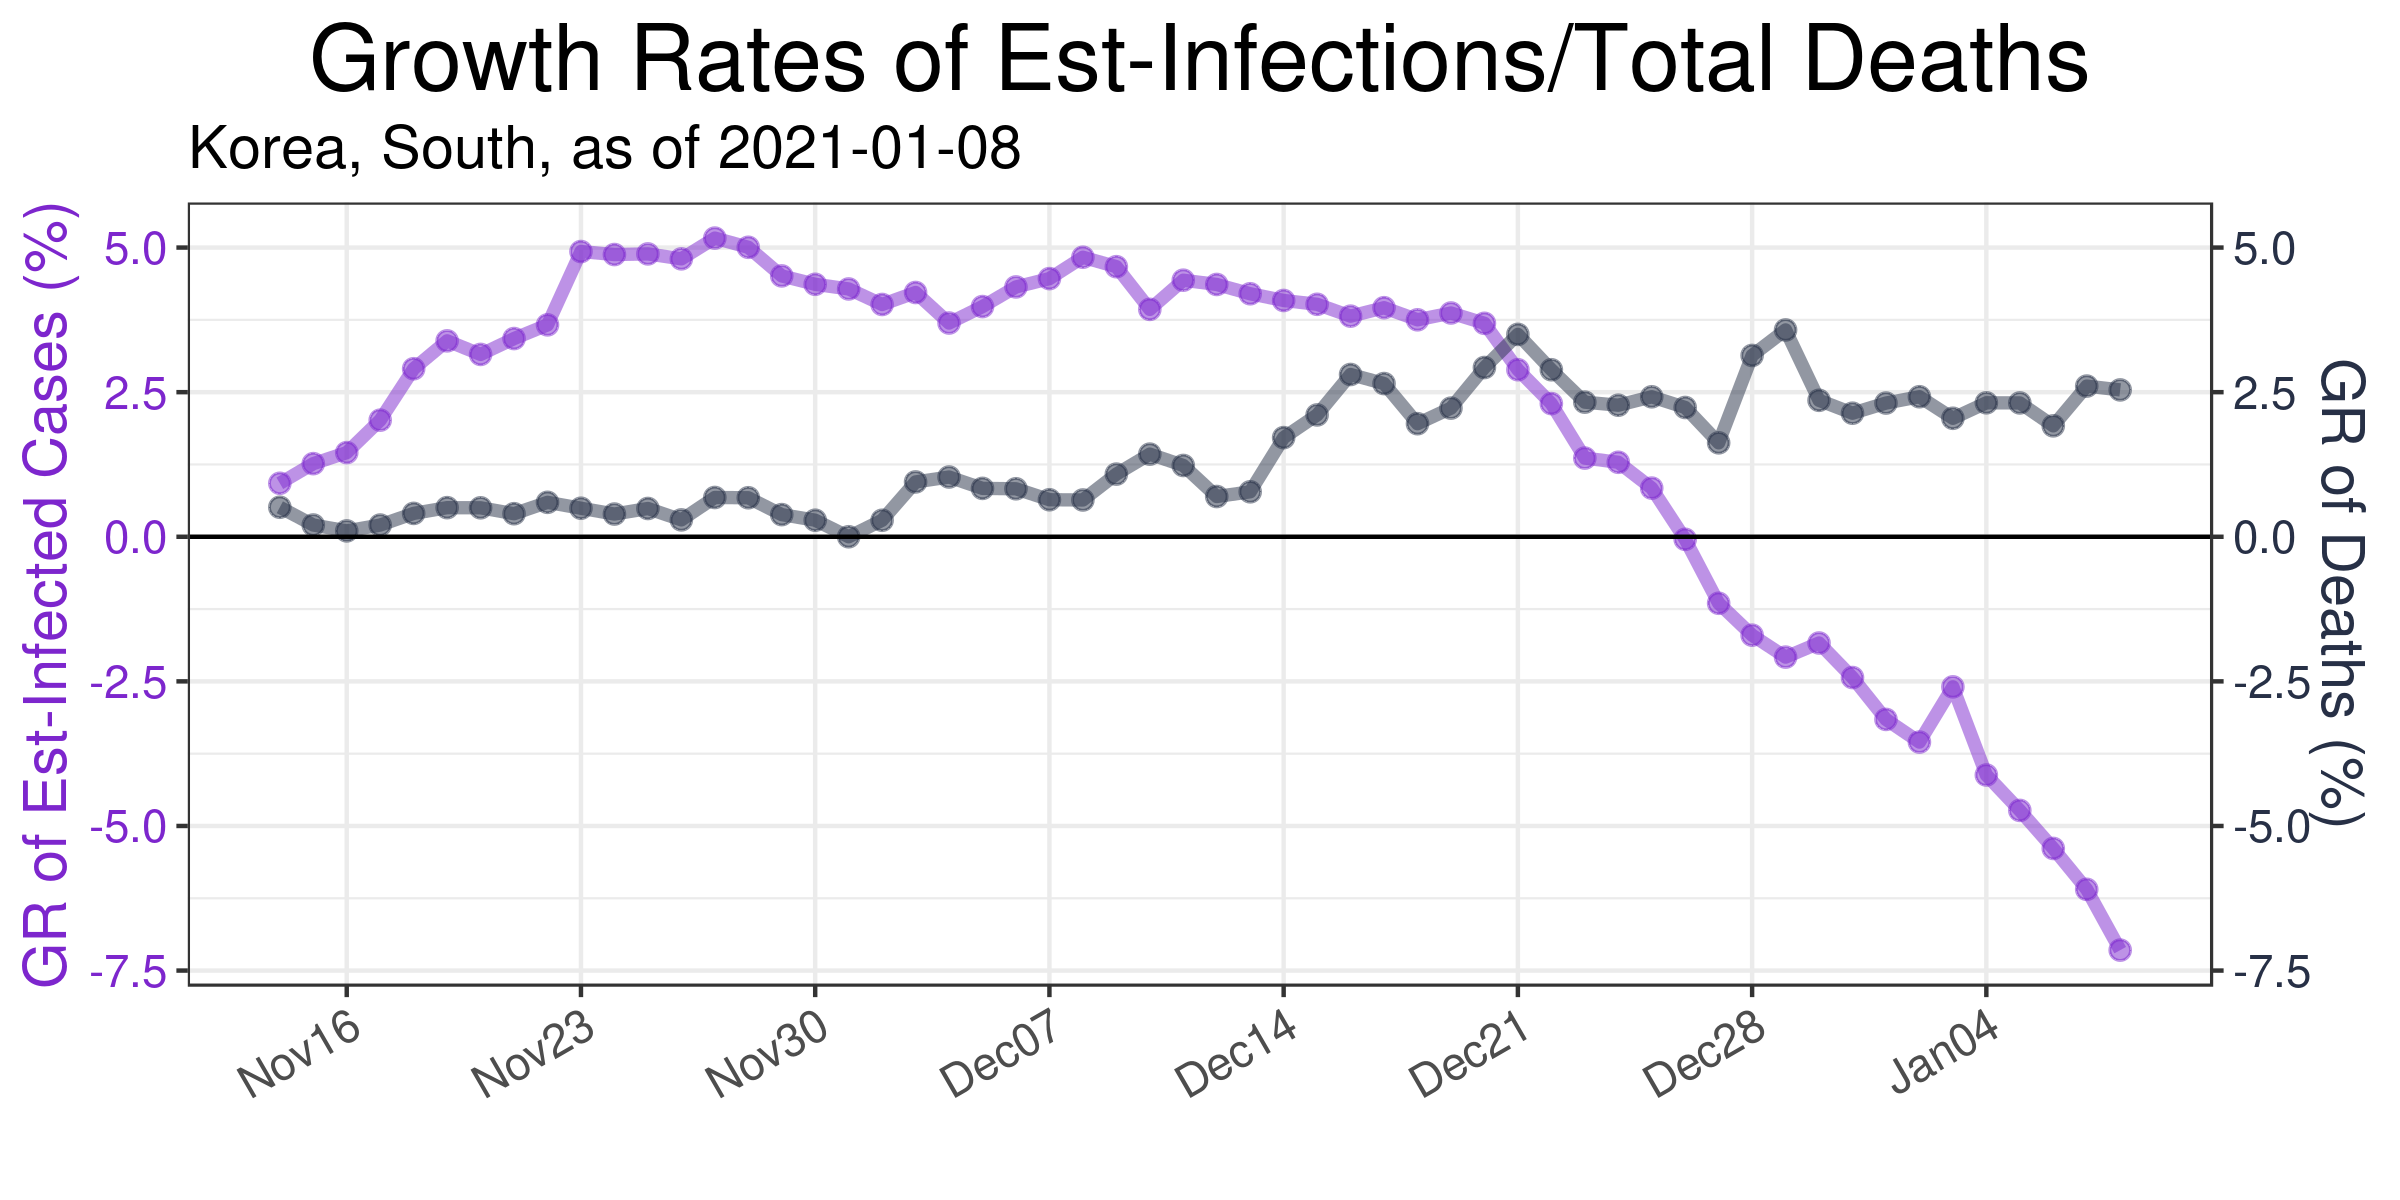 Growth Rates of Est-Infections/Total Deaths
Korea, South, as of 2021-01-08
GR of Est-Infected Cases (%)
5.0
2.5
0.0
-2.5
-5.0
-7.5
5.0
2.5
0.0
-2.5
-5.0
-7.5
GR of Deaths (%)
Nov16
Nov23
Nov30
Dec07
Dec14
Dec21
Dec28
Jan04